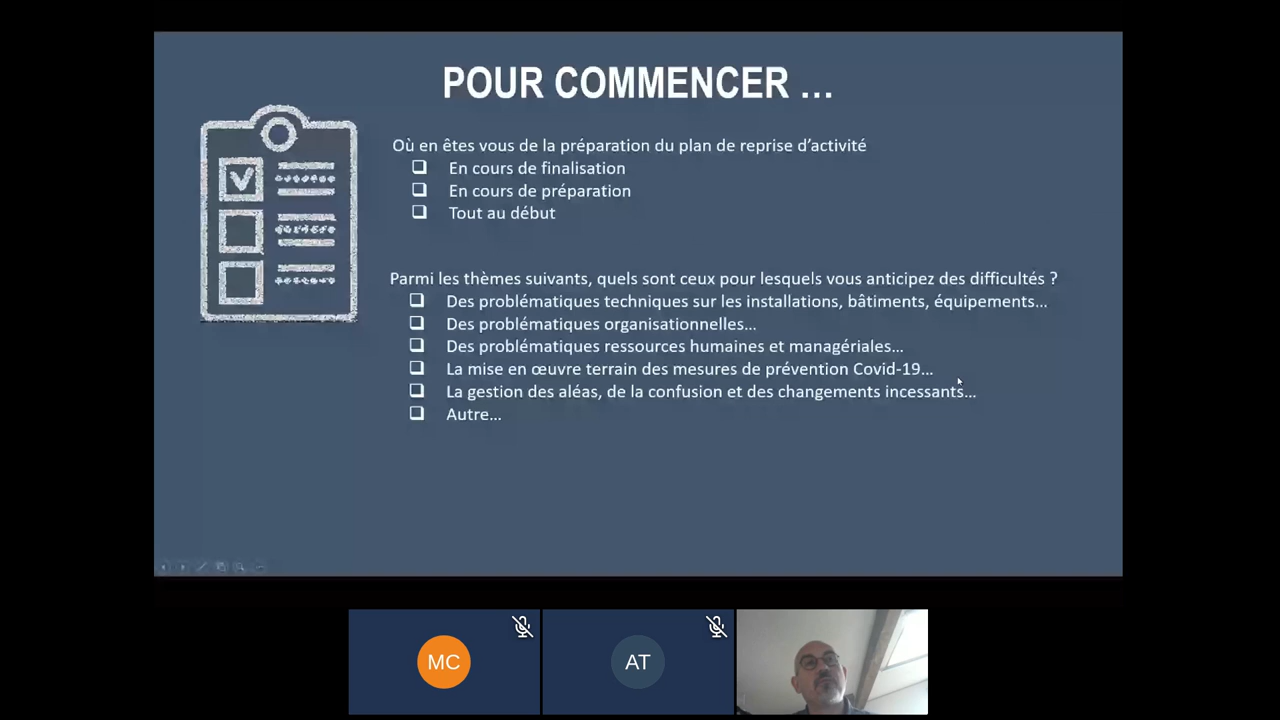 POUR COMMENCER ...
Où en êtes vous de la préparation du plan de reprise d'activité
❑ En cours de finalisation
❑ En cours de préparation
❑ Tout au début
Parmi les thèmes suivants, quels sont ceux pour lesquels vous anticipez des difficultés ?
❑ Des problématiques techniques sur les installations, bâtiments, équipements...
❑ Des problématiques organisationnelles...
❑ Des problématiques ressources humaines et managériales...
❑ La mise en œuvre terrain des mesures de prévention Covid-19...
❑ La gestion des aléas, de la confusion et des changements incessants...
❑ Autre...
MC
AT